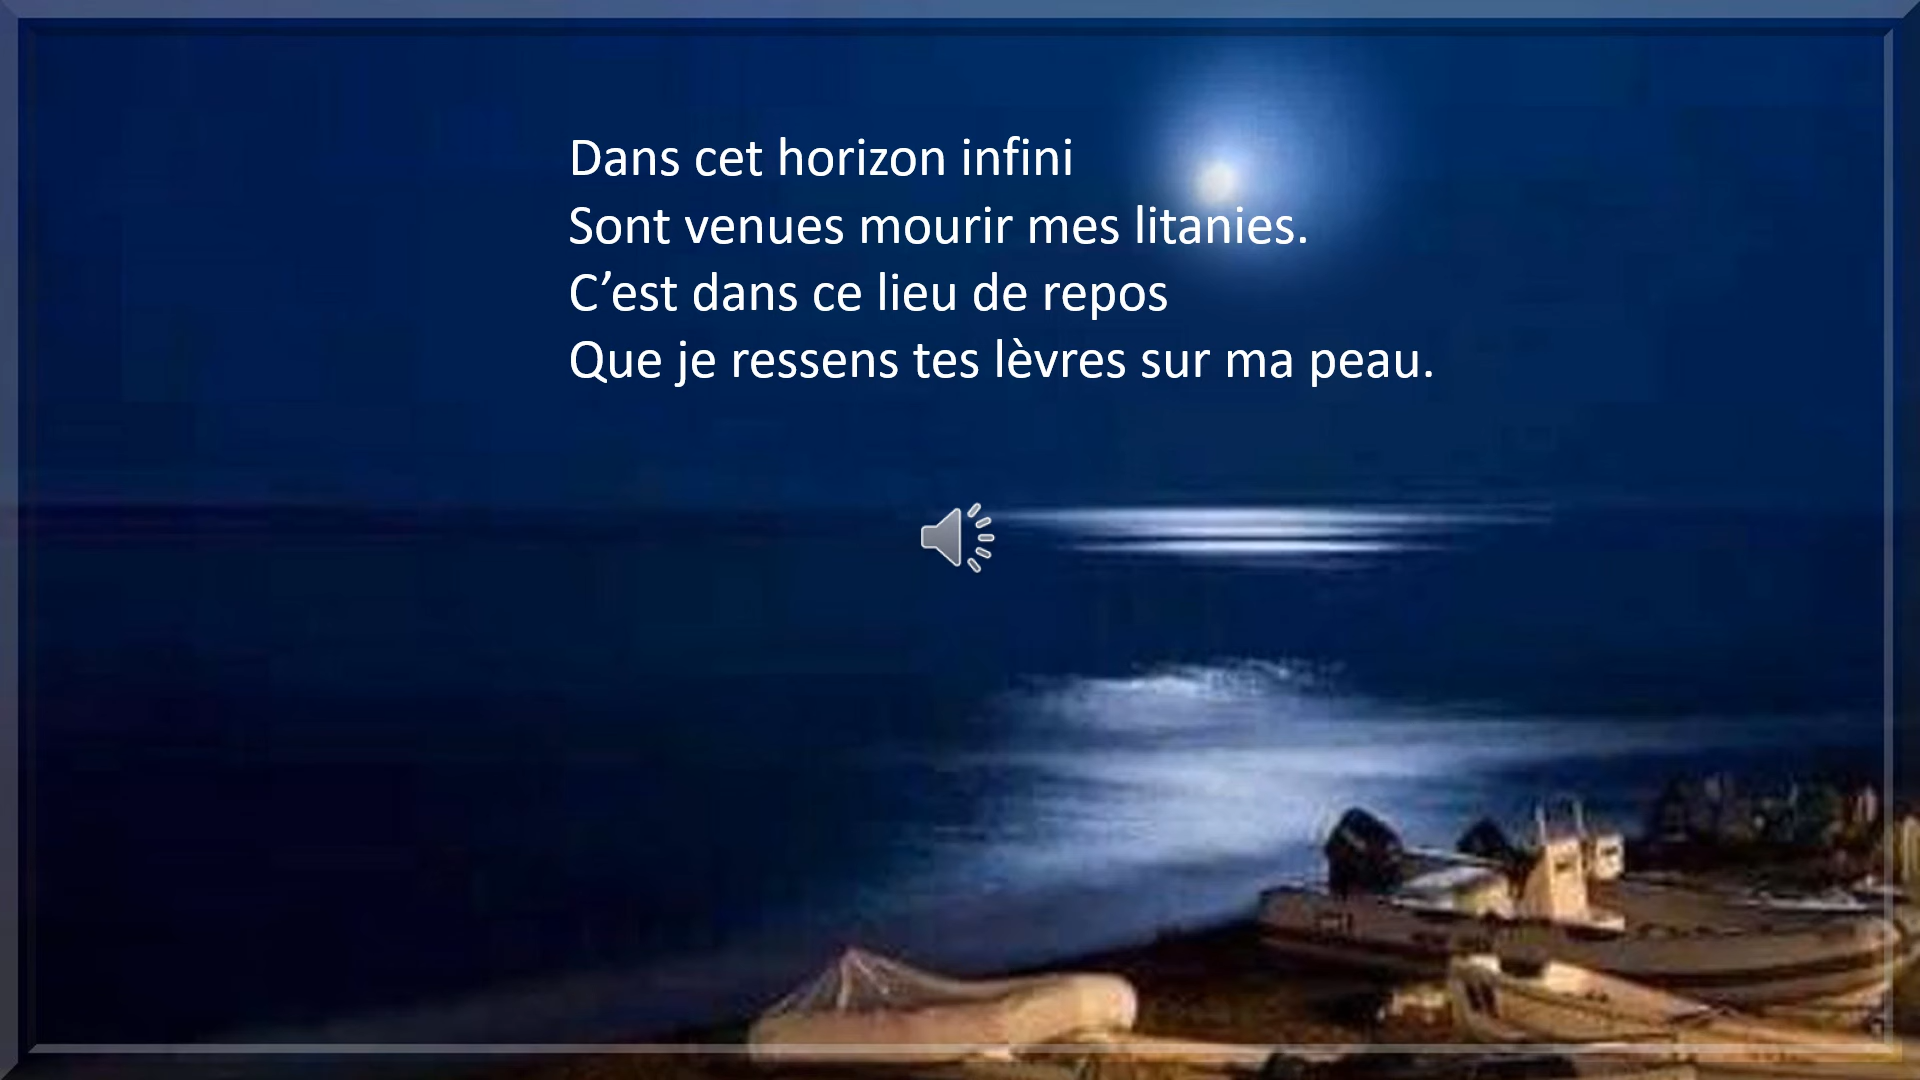 Dans cet horizon infini
Sont venues mourir mes litanies.
C’est dans ce lieu de repos
Que je ressens tes lèvres sur ma peau.